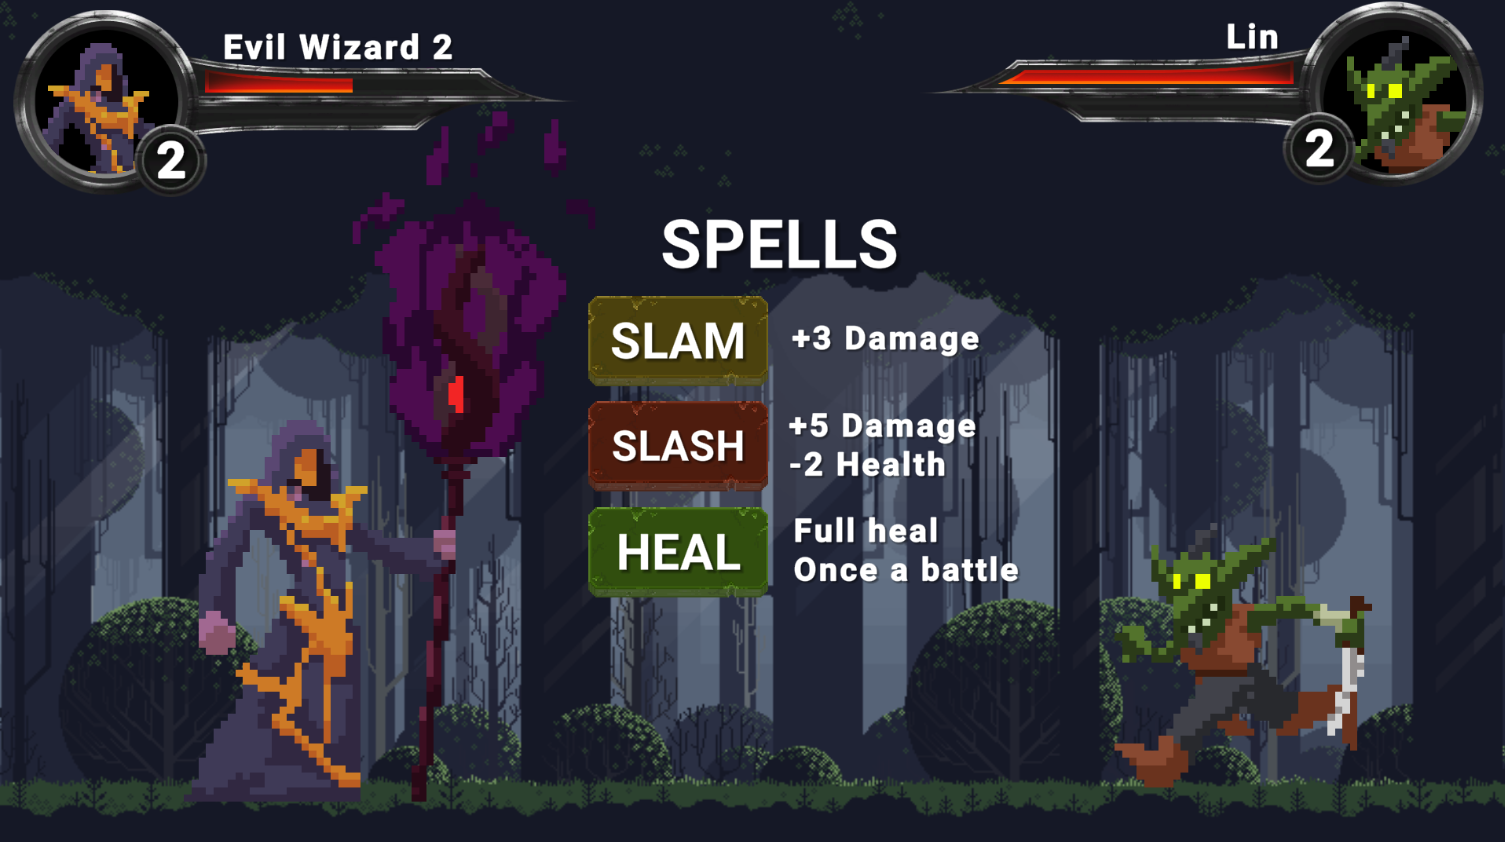 Evil Wizard 2
2
Lin
2
SPELLS
SLAM
+3 Damage
SLASH
+5 Damage
-2 Health
HEAL
Full heal
Once a battle